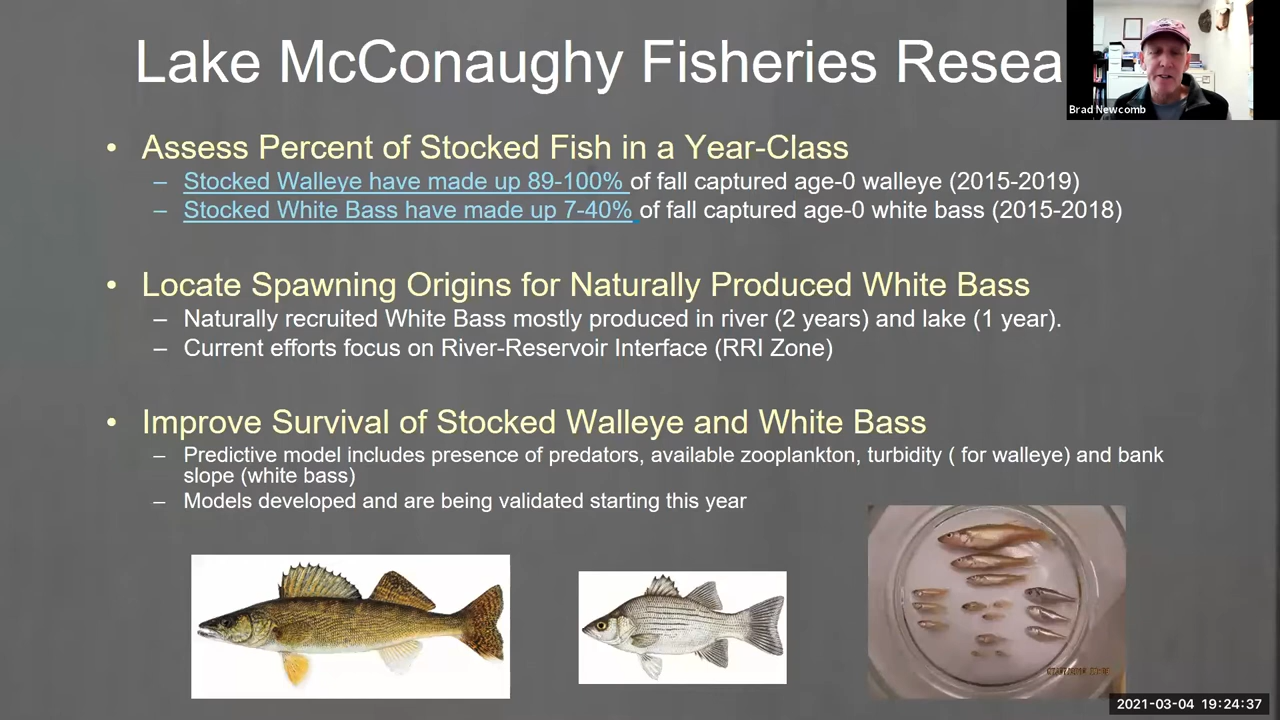 Lake McConaughy Fisheries Resea
Brad Newcomb
• Assess Percent of Stocked Fish in a Year-Class
– Stocked Walleye have made up 89-100% of fall captured age-0 walleye (2015-2019)
– Stocked White Bass have made up 7-40% of fall captured age-0 white bass (2015-2018)
• Locate Spawning Origins for Naturally Produced White Bass
– Naturally recruited White Bass mostly produced in river (2 years) and lake (1 year).
– Current efforts focus on River-Reservoir Interface (RRI Zone)
• Improve Survival of Stocked Walleye and White Bass
– Predictive model includes presence of predators, available zooplankton, turbidity ( for walleye) and bank
slope (white bass)
– Models developed and are being validated starting this year
2021-03-04 19:24:37